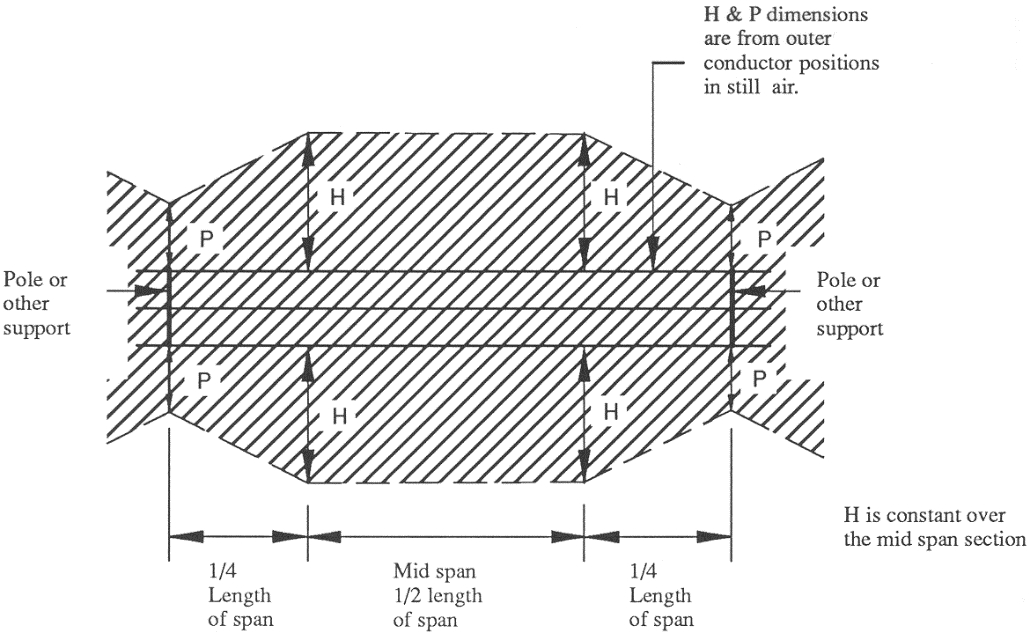 H & P dimensions
are from outer
conductor positions
in still air.
H
H
P
P
Pole or
other
support
Pole or
other
support
P
P
H
H
H is constant over
the mid span section
1/4
Length
of span
Mid span
1/2 length
of span
1/4
Length
of span